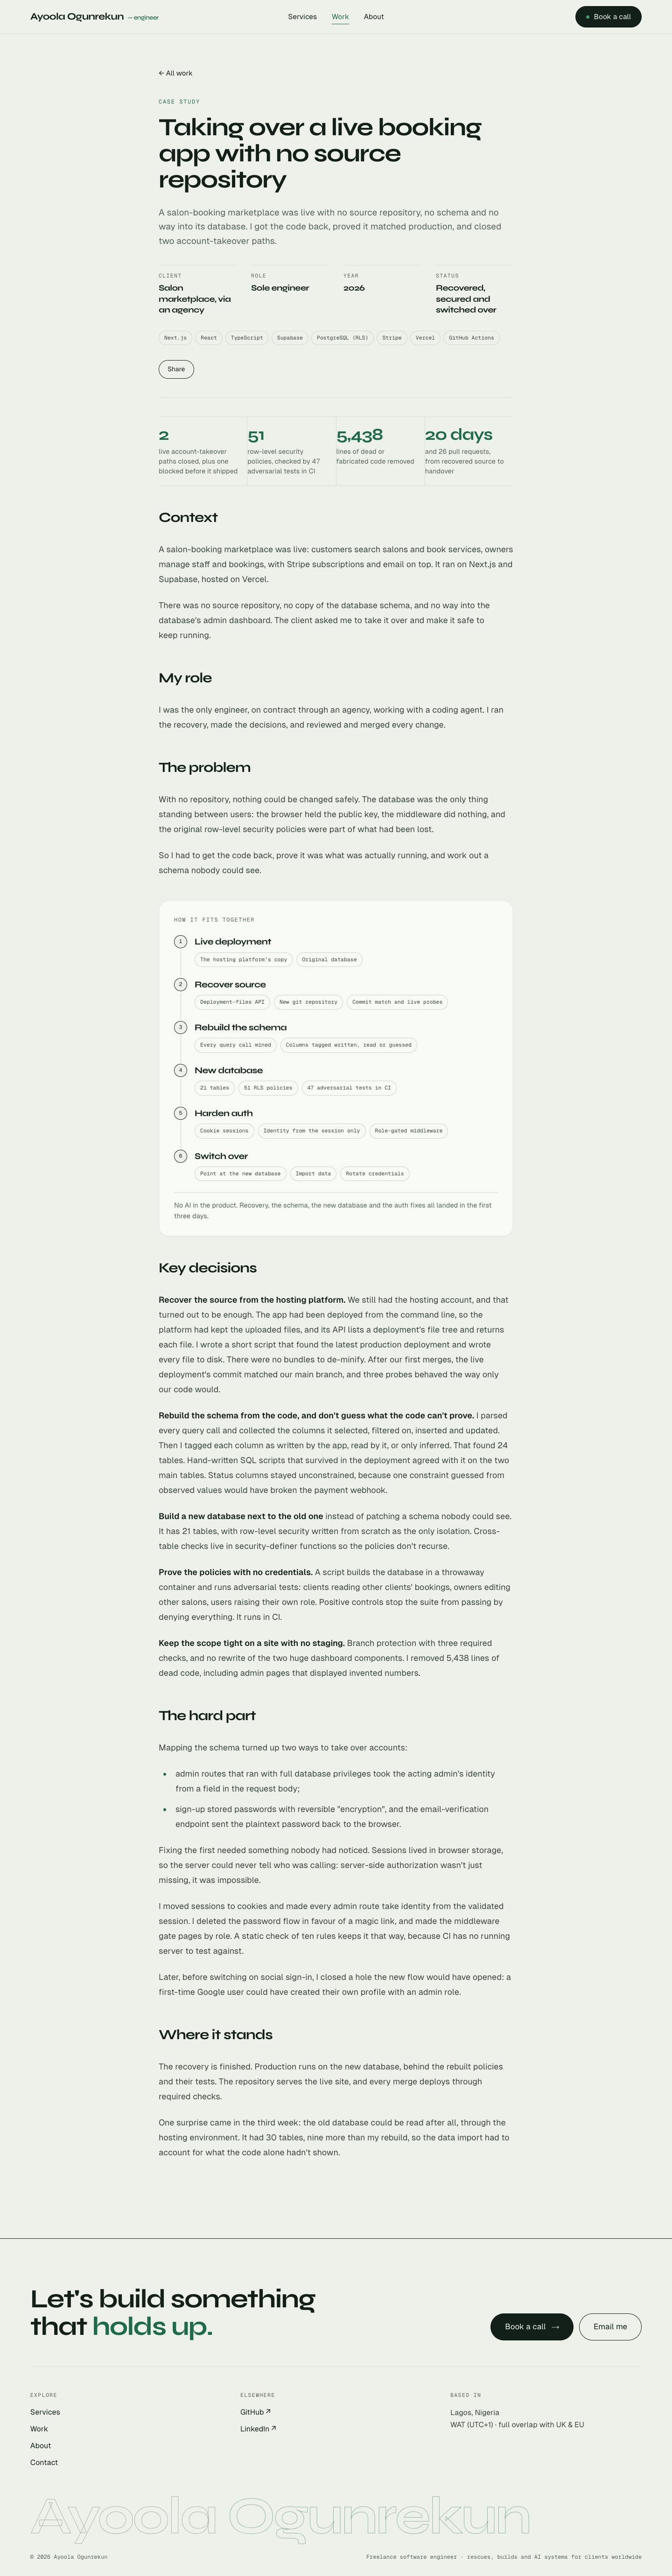 Ayoola Ogunrekun — engineer
Services
Work
About
Book a call
← All work
CASE STUDY
Taking over a live booking
app with no source
repository
A salon-booking marketplace was live with no source repository, no schema and no
way into its database. I got the code back, proved it matched production, and closed
two account-takeover paths.
CLIENT
Salon
marketplace, via
an agency
ROLE
Sole engineer
YEAR
2026
STATUS
Recovered,
secured and
switched over
Next.js
React
TypeScript
Supabase
PostgreSQL (RLS)
Stripe
Vercel
GitHub Actions
Share
2
live account-takeover
paths closed, plus one
blocked before it shipped
51
row-level security
policies, checked by 47
adversarial tests in CI
5,438
lines of dead or
fabricated code removed
20 days
and 26 pull requests,
from recovered source to
handover
Context
A salon-booking marketplace was live: customers search salons and book services, owners
manage staff and bookings, with Stripe subscriptions and email on top. It ran on Next.js and
Supabase, hosted on Vercel.
There was no source repository, no copy of the database schema, and no way into the
database's admin dashboard. The client asked me to take it over and make it safe to
keep running.
My role
I was the only engineer, on contract through an agency, working with a coding agent. I ran
the recovery, made the decisions, and reviewed and merged every change.
The problem
With no repository, nothing could be changed safely. The database was the only thing
standing between users: the browser held the public key, the middleware did nothing, and
the original row-level security policies were part of what had been lost.
So I had to get the code back, prove it was what was actually running, and work out a
schema nobody could see.
HOW IT FITS TOGETHER
1
Live deployment
The hosting platform's copy
Original database
2
Recover source
Deployment-files API
New git repository
Commit match and live probes
3
Rebuild the schema
Every query call mined
Columns tagged written, read or guessed
4
New database
21 tables
51 RLS policies
47 adversarial tests in CI
5
Harden auth
Cookie sessions
Identity from the session only
Role-gated middleware
6
Switch over
Point at the new database
Import data
Rotate credentials
No AI in the product. Recovery, the schema, the new database and the auth fixes all landed in the first
three days.
Key decisions
Recover the source from the hosting platform. We still had the hosting account, and that
turned out to be enough. The app had been deployed from the command line, so the
platform had kept the uploaded files, and its API lists a deployment's file tree and returns
each file. I wrote a short script that found the latest production deployment and wrote
every file to disk. There were no bundles to de-minify. After our first merges, the live
deployment's commit matched our main branch, and three probes behaved the way only
our code would.
Rebuild the schema from the code, and don't guess what the code can't prove. I parsed
every query call and collected the columns it selected, filtered on, inserted and updated.
Then I tagged each column as written by the app, read by it, or only inferred. That found 24
tables. Hand-written SQL scripts that survived in the deployment agreed with it on the two
main tables. Status columns stayed unconstrained, because one constraint guessed from
observed values would have broken the payment webhook.
Build a new database next to the old one instead of patching a schema nobody could see.
It has 21 tables, with row-level security written from scratch as the only isolation. Cross-
table checks live in security-definer functions so the policies don't recurse.
Prove the policies with no credentials. A script builds the database in a throwaway
container and runs adversarial tests: clients reading other clients' bookings, owners editing
other salons, users raising their own role. Positive controls stop the suite from passing by
denying everything. It runs in CI.
Keep the scope tight on a site with no staging. Branch protection with three required
checks, and no rewrite of the two huge dashboard components. I removed 5,438 lines of
dead code, including admin pages that displayed invented numbers.
The hard part
Mapping the schema turned up two ways to take over accounts:
• admin routes that ran with full database privileges took the acting admin's identity
from a field in the request body;
• sign-up stored passwords with reversible "encryption", and the email-verification
endpoint sent the plaintext password back to the browser.
Fixing the first needed something nobody had noticed. Sessions lived in browser storage,
so the server could never tell who was calling: server-side authorization wasn't just
missing, it was impossible.
I moved sessions to cookies and made every admin route take identity from the validated
session. I deleted the password flow in favour of a magic link, and made the middleware
gate pages by role. A static check of ten rules keeps it that way, because CI has no running
server to test against.
Later, before switching on social sign-in, I closed a hole the new flow would have opened: a
first-time Google user could have created their own profile with an admin role.
Where it stands
The recovery is finished. Production runs on the new database, behind the rebuilt policies
and their tests. The repository serves the live site, and every merge deploys through
required checks.
One surprise came in the third week: the old database could be read after all, through the
hosting environment. It had 30 tables, nine more than my rebuild, so the data import had to
account for what the code alone hadn't shown.
Let's build something
that holds up.
Book a call →
Email me
EXPLORE
Services
Work
About
Contact
ELSEWHERE
GitHub ↗
LinkedIn ↗
BASED IN
Lagos, Nigeria
WAT (UTC+1) · full overlap with UK & EU
Ayoola Ogunrekun
© 2026 Ayoola Ogunrekun
Freelance software engineer · rescues, builds and AI systems for clients worldwide